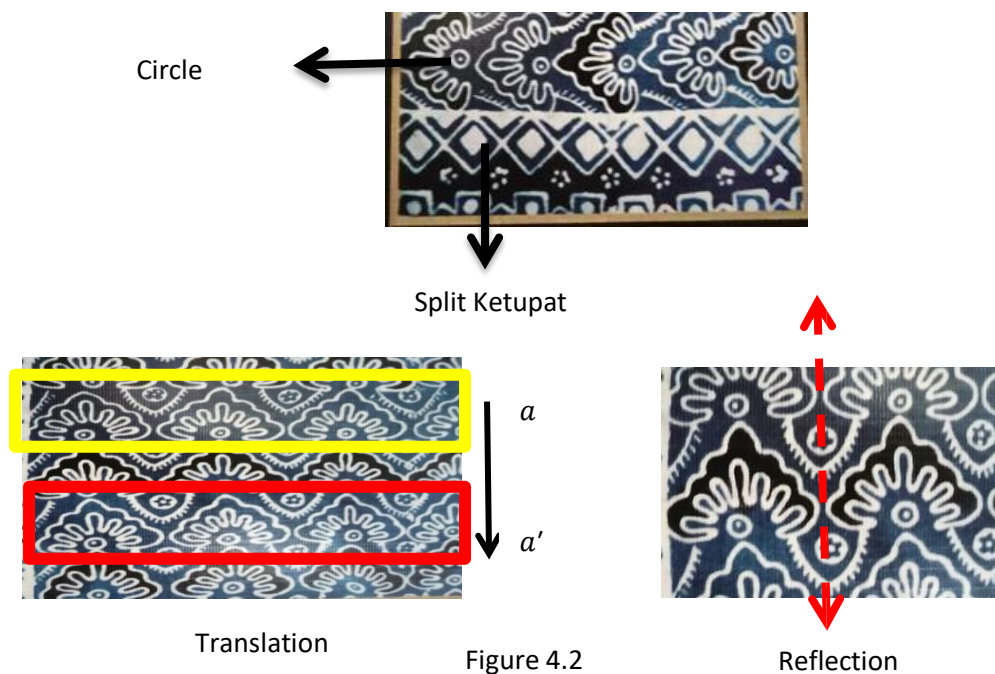 Circle
Split Ketupat
a
a′
Translation
Figure 4.2
Reflection